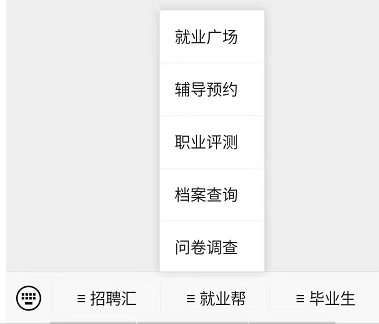 就业广场
辅导预约
职业评测
档案查询
问卷调查
招聘汇
就业帮
毕业生